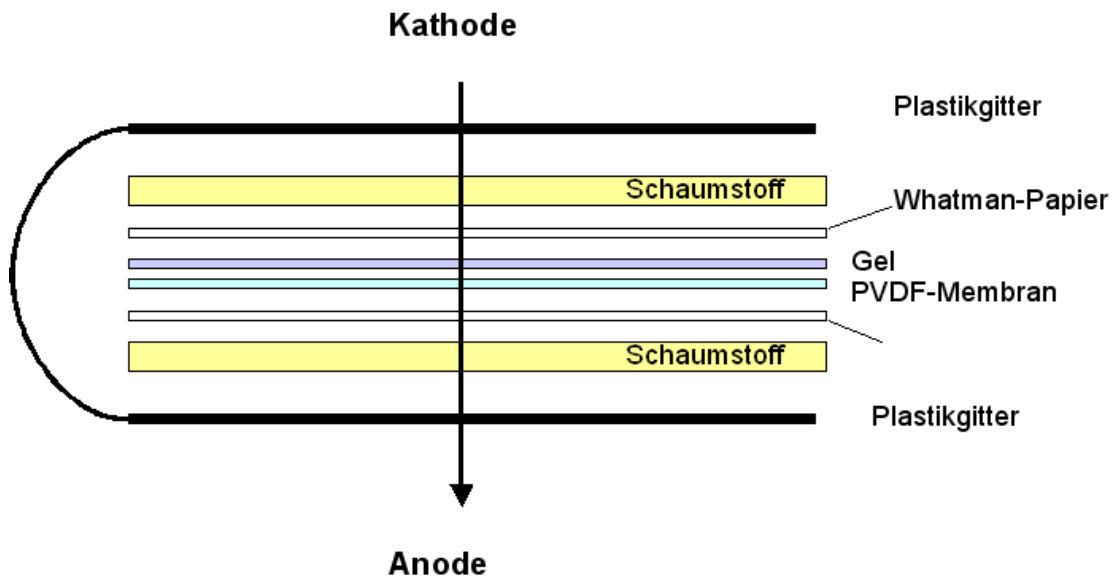 Kathode
Plastikgitter
Schaumstoff
Whatman-Papier
Gel
PVDF-Membran
Schaumstoff
Plastikgitter
Anode